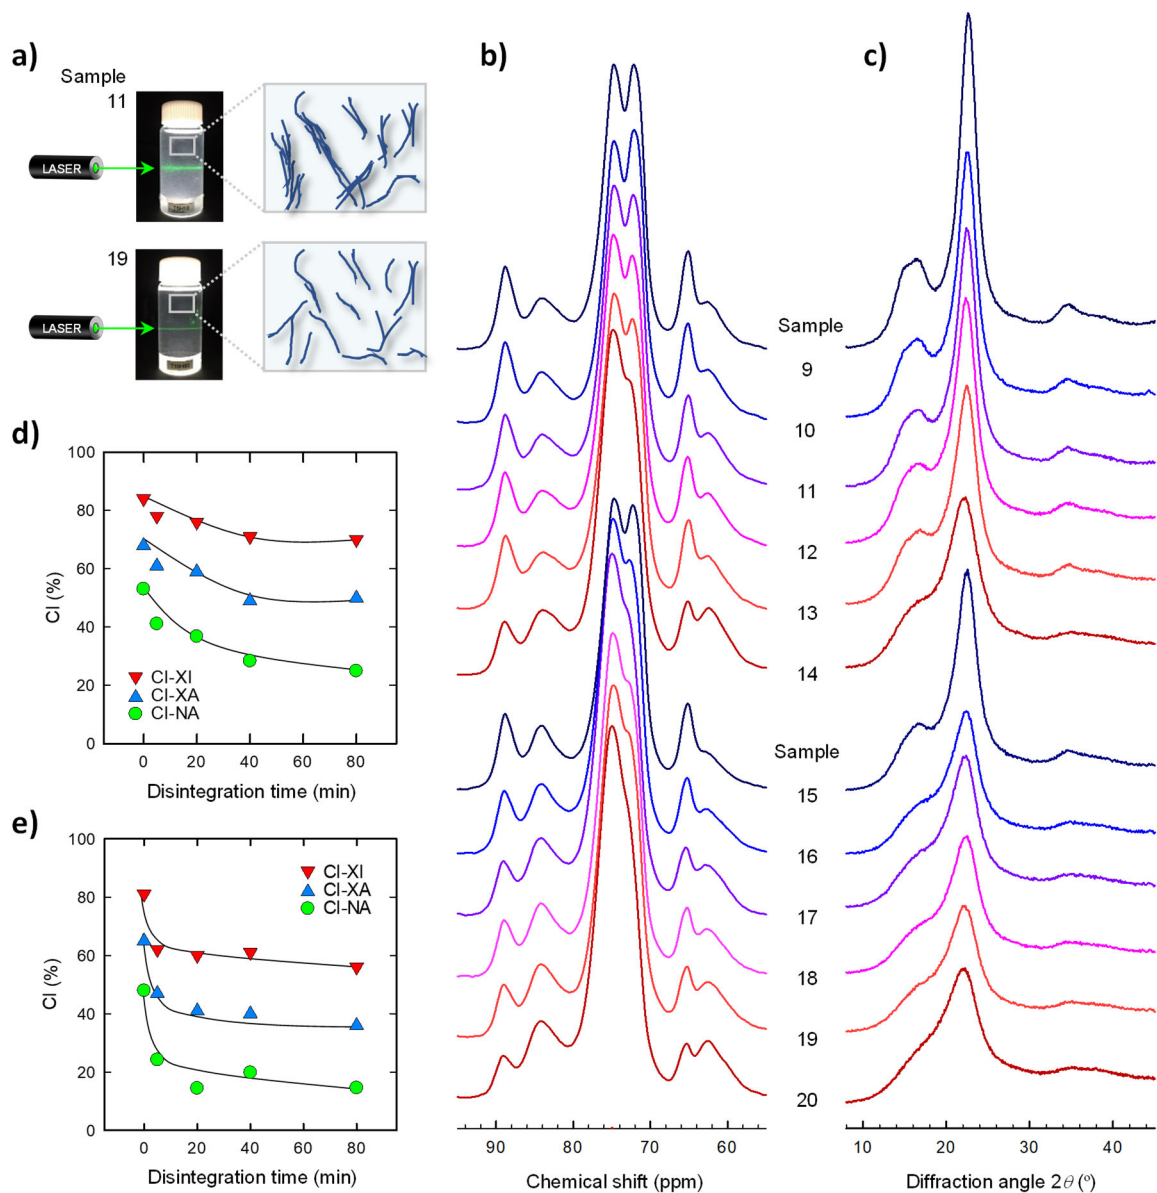 a)
Sample
11
LASER
19
LASER
b)
c)
Sample
9
10
11
12
13
14
Sample
15
16
17
18
19
20
90
80
70
60
Chemical shift (ppm)
10
20
30
40
Diffraction angle 2θ (º)
d)
100
80
60
40
20
0
CI (%)
CI-XI
CI-XA
CI-NA
0
20
40
60
80
Disintegration time (min)
e)
100
80
60
40
20
0
CI (%)
CI-XI
CI-XA
CI-NA
0
20
40
60
80
Disintegration time (min)